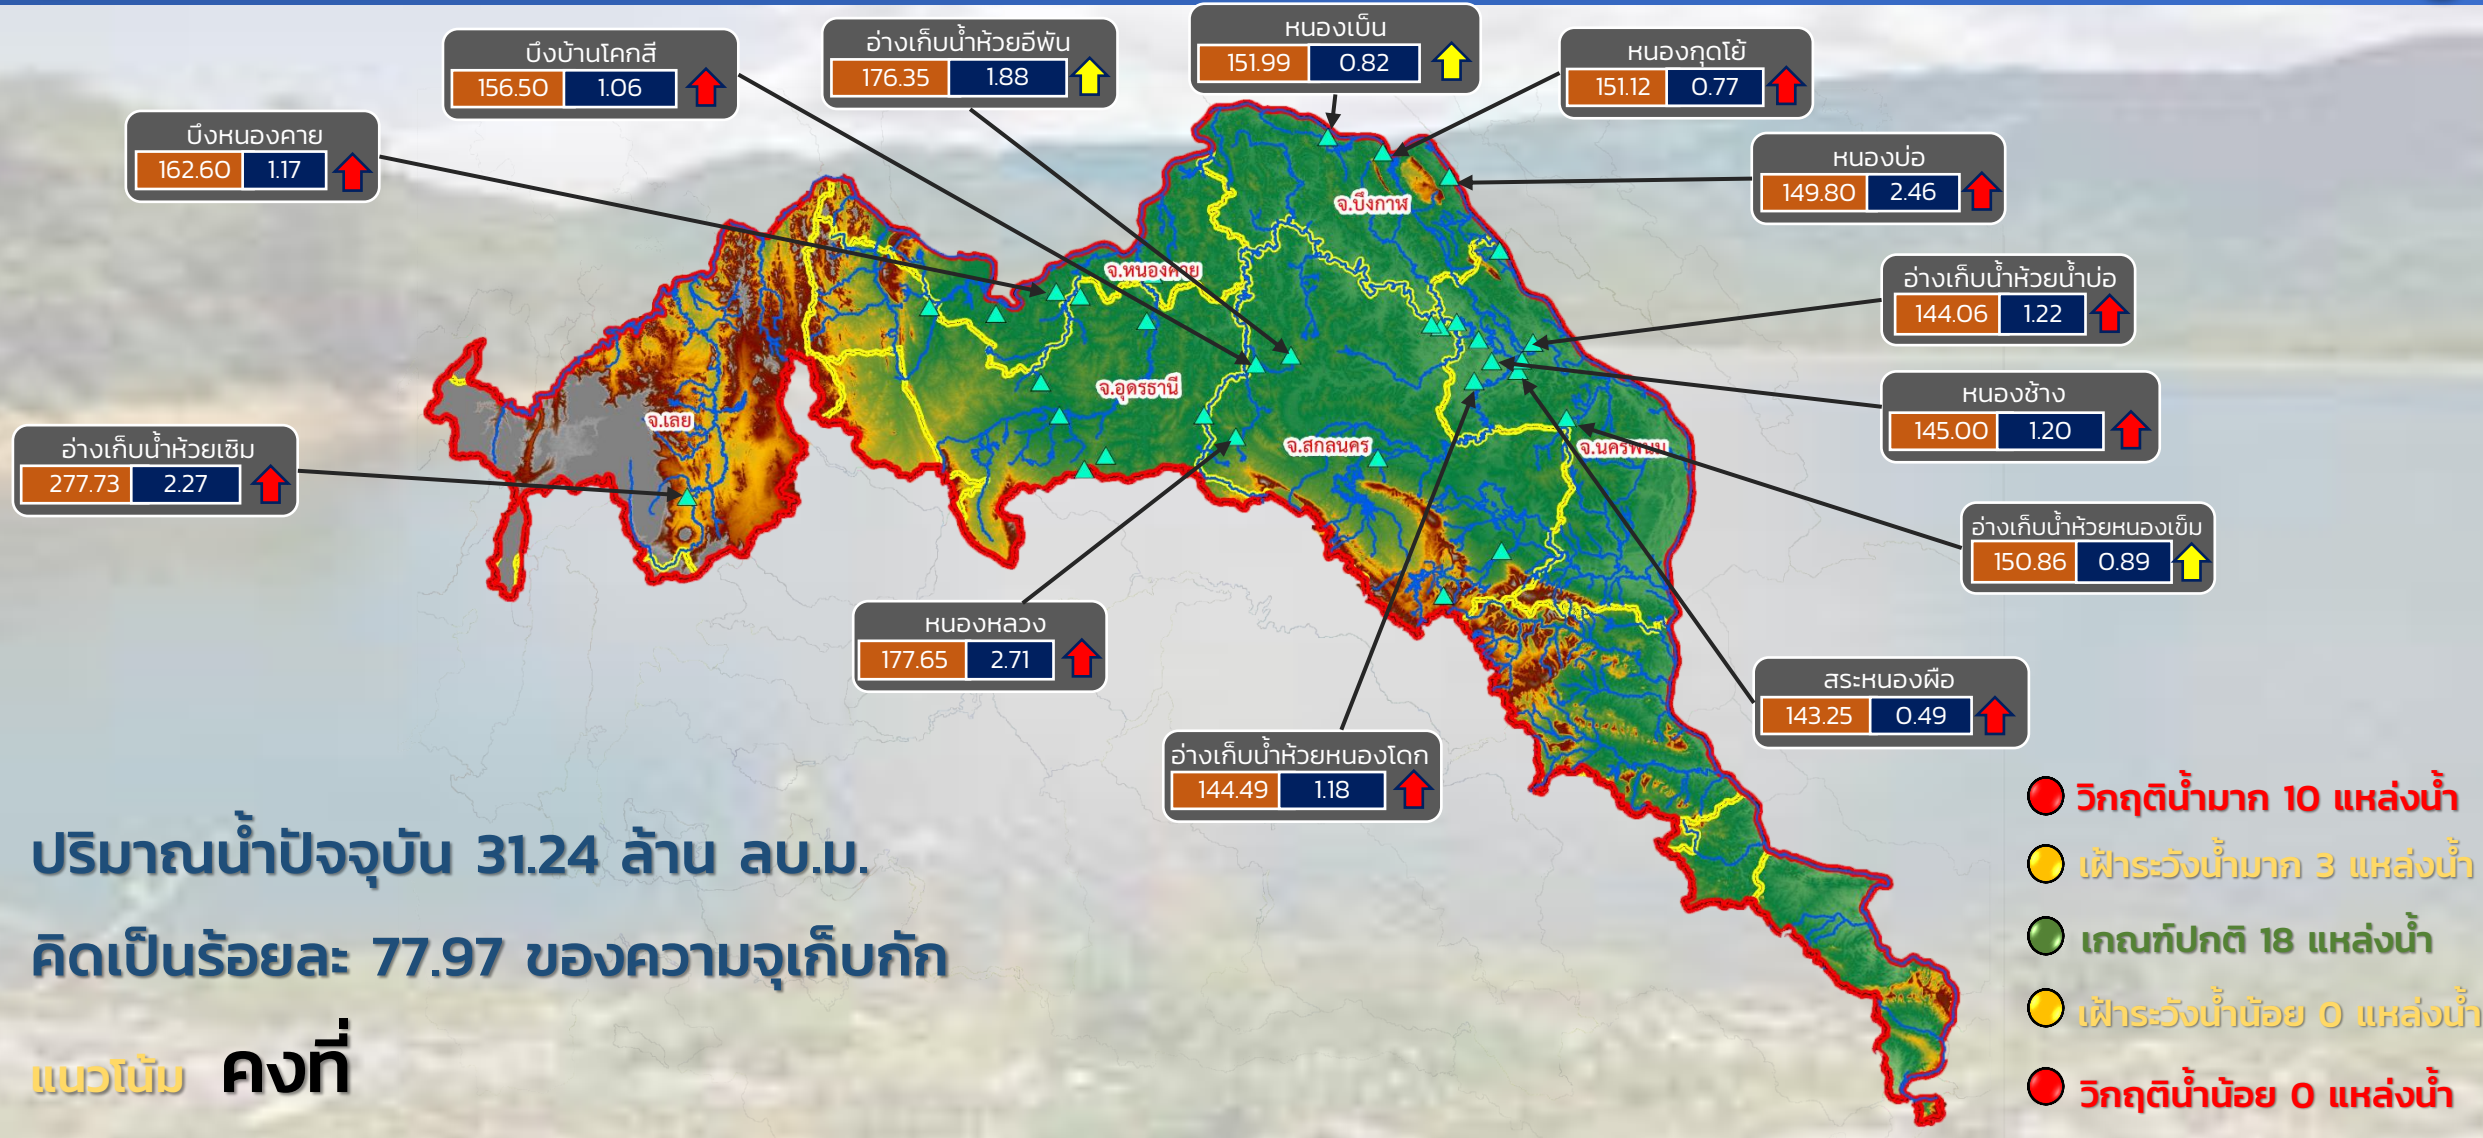 หนองเบ็น
151.99 0.82
อ่างเก็บน้ำห้วยอีพัน
176.35 1.88
บึงบ้านโคกสี
156.50 1.06
หนองกุดโย้
151.12 0.77
บึงหนองคาย
162.60 1.17
หนองบ่อ
149.80 2.46
จ.บึงกาฬ
จ.หนองคาย
อ่างเก็บน้ำห้วยน้ำบ่อ
144.06 1.22
จ.อุดรธานี
หนองช้าง
145.00 1.20
จ.เลย
จ.สกลนคร
จ.นครพนม
อ่างเก็บน้ำห้วยเซิม
277.73 2.27
อ่างเก็บน้ำห้วยหนองเข็ม
150.86 0.89
หนองหลวง
177.65 2.71
สระหนองผือ
143.25 0.49
อ่างเก็บน้ำห้วยหนองโดก
144.49 1.18
ปริมาณน้ำปัจจุบัน 31.24 ล้าน ลบ.ม.
คิดเป็นร้อยละ 77.97 ของความจุเก็บกัก
แนวโน้ม คงที่
วิกฤติน้ำมาก 10 แหล่งน้ำ
เฝ้าระวังน้ำมาก 3 แหล่งน้ำ
เกณฑ์ปกติ 18 แหล่งน้ำ
เฝ้าระวังน้ำน้อย 0 แหล่งน้ำ
วิกฤติน้ำน้อย 0 แหล่งน้ำ